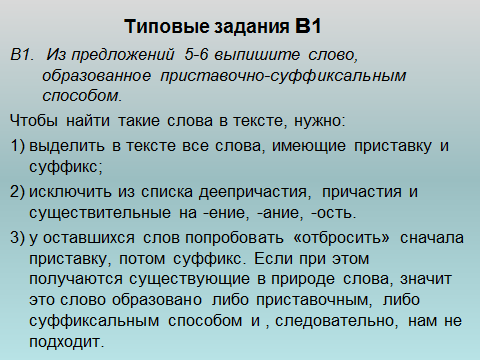 Типовые задания В1
В1. Из предложений 5-6 выпишите слово,
образованное приставочно-суффиксальным
способом.
Чтобы найти такие слова в тексте, нужно:
1) выделить в тексте все слова, имеющие приставку и
суффикс;
2) исключить из списка деепричастия, причастия и
существительные на -ение, -ание, -ость.
3) у оставшихся слов попробовать «отбросить» сначала
приставку, потом суффикс. Если при этом
получаются существующие в природе слова, значит
это слово образовано либо приставочным, либо
суффиксальным способом и , следовательно, нам не
подходит.